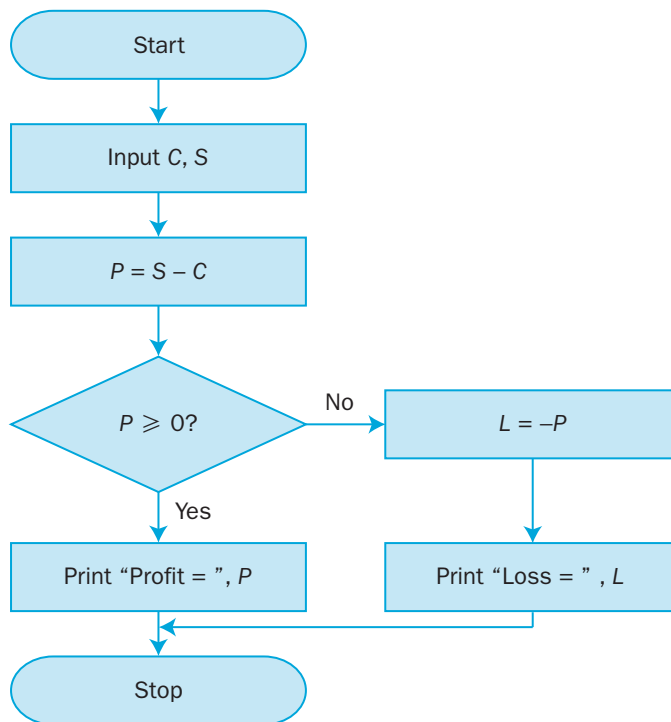 Start
Input C, S
P = S – C
P ⩾ 0?
No
L = –P
Yes
Print “Profit = ”, P
Print “Loss = ” , L
Stop